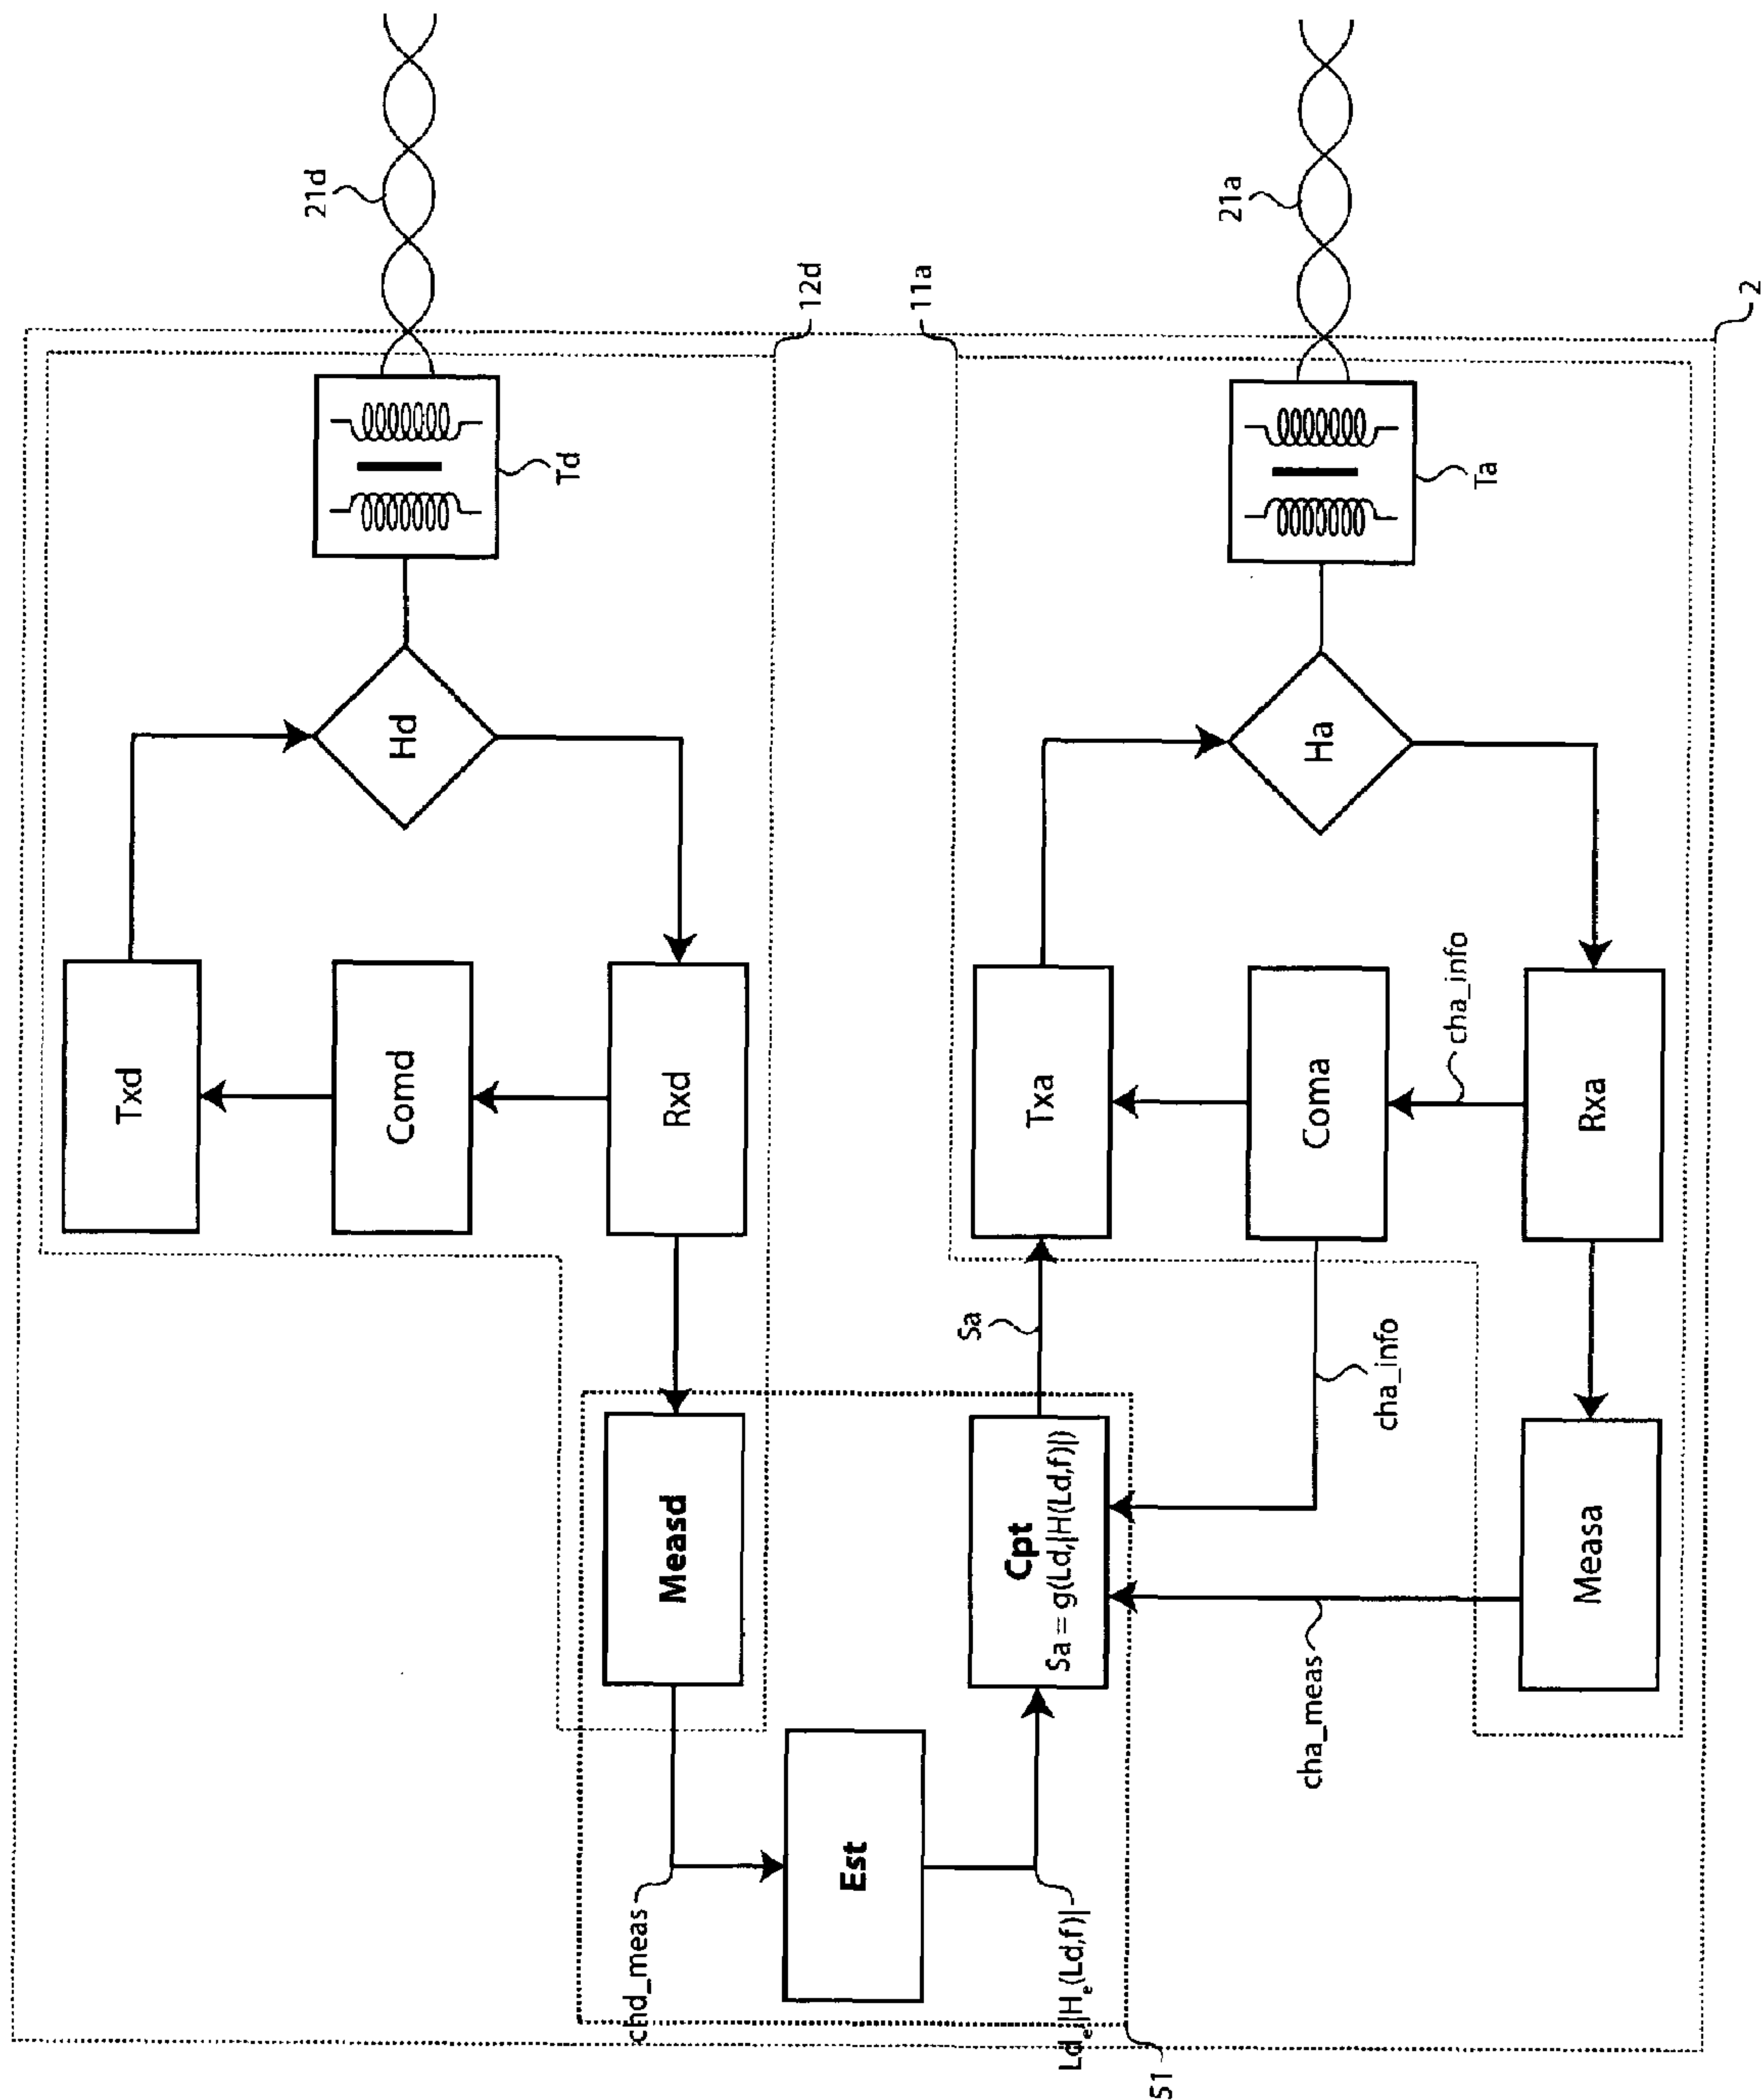 21d
12d
Td
Hd
Txd
Comd
Rxd
Measd
chd_meas
Est
Ld_e,|H_e(Ld,f)|
51
Cpt
Sa = g(Ld,|H(Ld,f)|)
Sa
21a
11a
2
Ta
Ha
Txa
Coma
cha_info
Rxa
cha_info
cha_meas
Measa